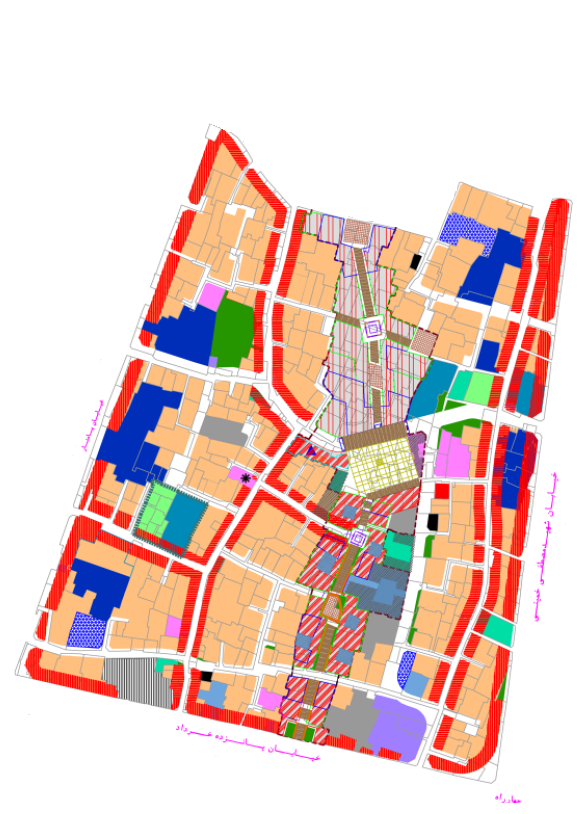 خیابان پانزده خرداد
خیابان شهید مصطفی خمینی
چهارراه